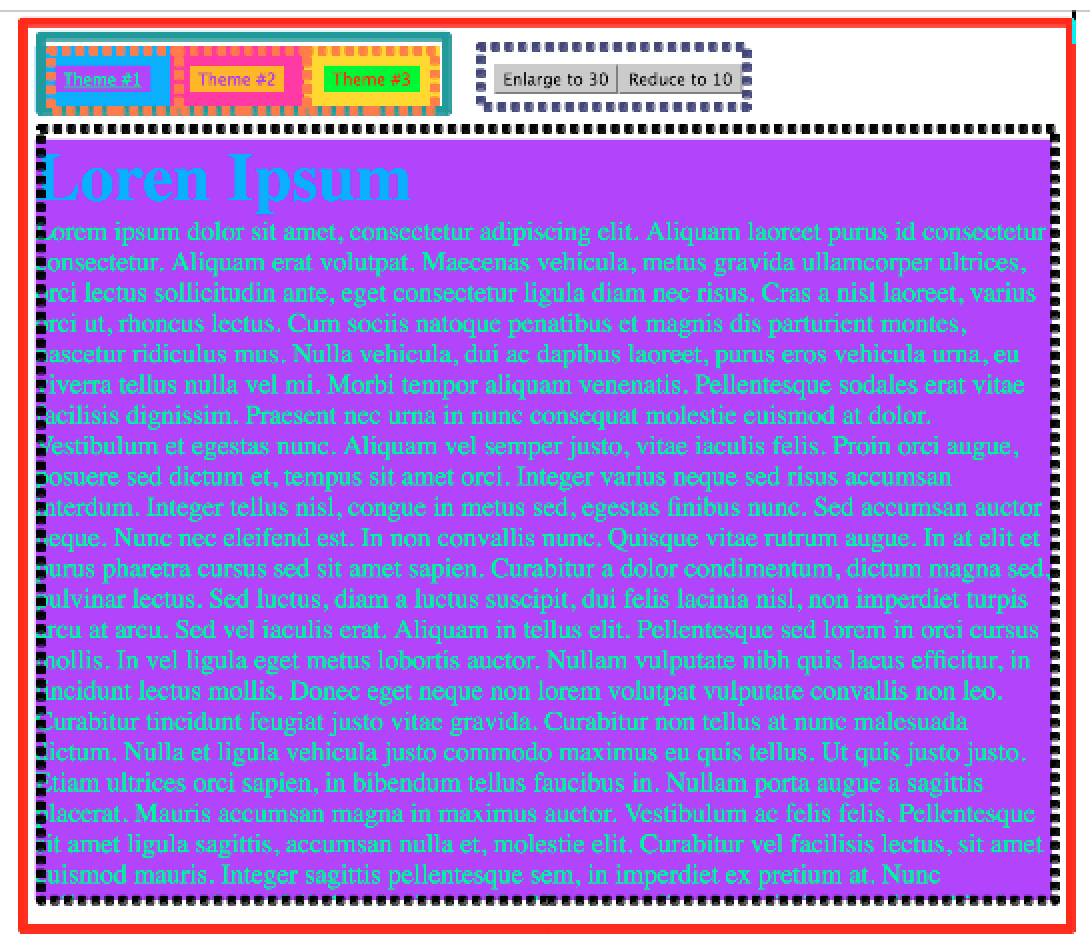 Theme #1 Theme #2 Theme #3 Enlarge to 30 Reduce to 10
Loren Ipsum
Lorem ipsum dolor sit amet, consectetur adipiscing elit. Aliquam laoreet purus id consectetur
consectetur. Aliquam erat volutpat. Maecenas vehicula, metus gravida ullamcorper ultrices,
orci lectus sollicitudin ante, eget consectetur ligula diam nec risus. Cras a nisl laoreet, varius
orci ut, rhoncus lectus. Cum sociis natoque penatibus et magnis dis parturient montes,
nascetur ridiculus mus. Nulla vehicula, dui ac dapibus laoreet, purus eros vehicula urna, eu
viverra tellus nulla vel mi. Morbi tempor aliquam venenatis. Pellentesque sodales erat vitae
facilisis dignissim. Praesent nec urna in nunc consequat molestie euismod at dolor.
Vestibulum et egestas nunc. Aliquam vel semper justo, vitae iaculis felis. Proin orci augue,
posuere sed dictum et, tempus sit amet orci. Integer varius neque sed risus accumsan
interdum. Integer tellus nisl, congue in metus sed, egestas finibus nunc. Sed accumsan auctor
neque. Nunc nec eleifend est. In non convallis nunc. Quisque vitae rutrum augue. In at elit et
purus pharetra cursus sed sit amet sapien. Curabitur a dolor condimentum, dictum magna sed,
pulvinar lectus. Sed luctus, diam a luctus suscipit, dui felis lacinia nisl, non imperdiet turpis
arcu at arcu. Sed vel iaculis erat. Aliquam in tellus elit. Pellentesque sed lorem in orci cursus
mollis. In vel ligula eget metus lobortis auctor. Nullam vulputate nibh quis lacus efficitur, in
tincidunt lectus mollis. Donec eget neque non lorem volutpat vulputate convallis non leo.
Curabitur tincidunt feugiat justo vitae gravida. Curabitur non tellus at nunc malesuada
dictum. Nulla et ligula vehicula justo commodo maximus eu quis tellus. Ut quis justo justo.
Etiam ultrices orci sapien, in bibendum tellus faucibus in. Nullam porta augue a sagittis
placerat. Mauris accumsan magna in maximus auctor. Vestibulum ac felis felis. Pellentesque
sit amet ligula sagittis, accumsan nulla et, molestie elit. Curabitur vel facilisis lectus, sit amet
euismod mauris. Integer sagittis pellentesque sem, in imperdiet ex pretium at. Nunc